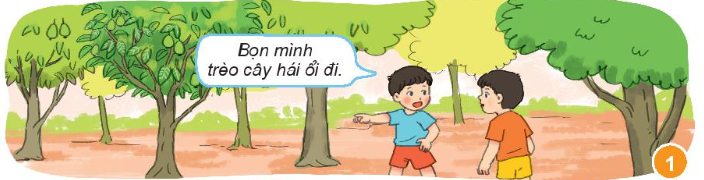 Bọn mình
trèo cây hái ổi đi.
1